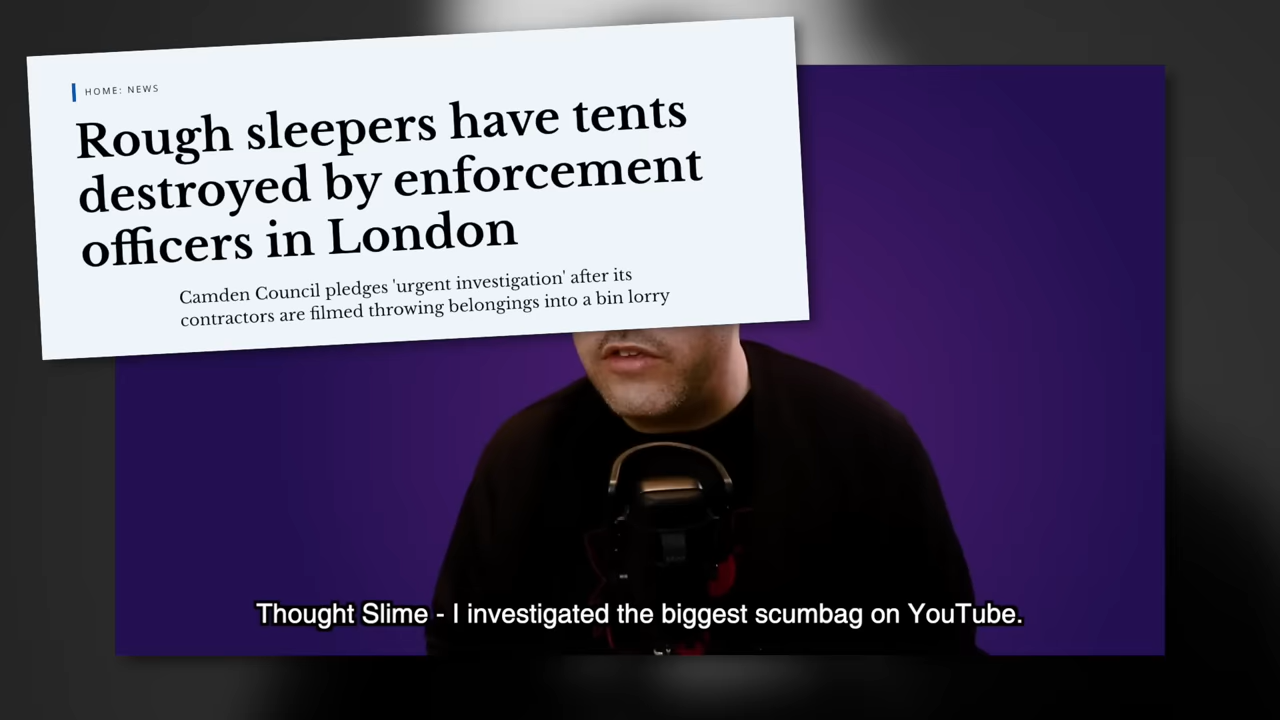 HOME: NEWS
Rough sleepers have tents
destroyed by enforcement
officers in London
Camden Council pledges 'urgent investigation' after its
contractors are filmed throwing belongings into a bin lorry
Thought Slime - I investigated the biggest scumbag on YouTube.